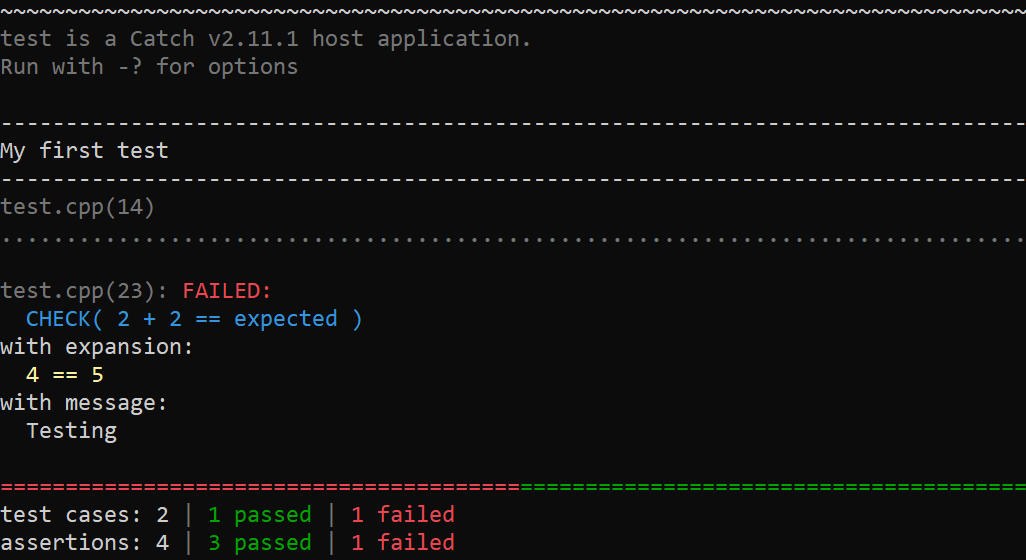 ~~~~~~~~~~~~~~~~~~~~~~~~~~~~~~~~~~~~~~~~~~~~~~~~~~~~~~~~~~~~~~~~~~~~~~~~~~~~~~~
test is a Catch v2.11.1 host application.
Run with -? for options
-------------------------------------------------------------------------------
My first test
-------------------------------------------------------------------------------
test.cpp(14)
...............................................................................
test.cpp(23): FAILED:
CHECK( 2 + 2 == expected )
with expansion:
4 == 5
with message:
Testing
===============================================================================
test cases: 2 | 1 passed | 1 failed
assertions: 4 | 3 passed | 1 failed